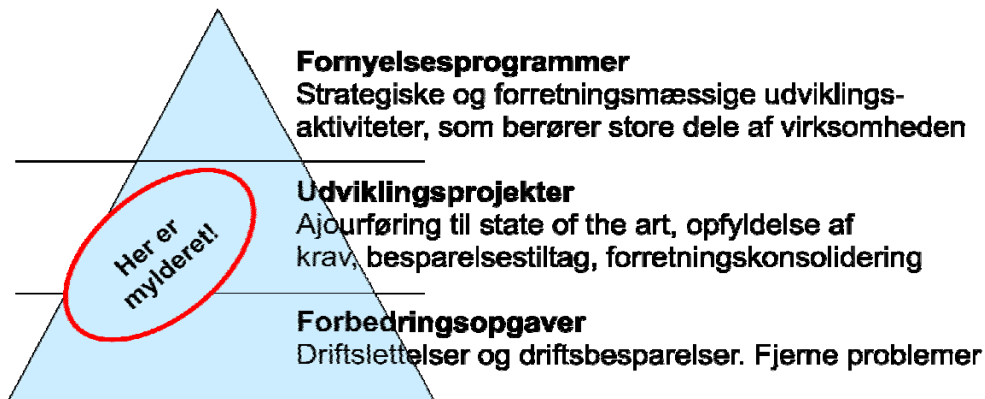 Fornyelsesprogrammer
Strategiske og forretningsmæssige udviklings-
aktiviteter, som berører store dele af virksomheden
Udviklingsprojekter
Ajourføring til state of the art, opfyldelse af
krav, besparelsestiltag, forretningskonsolidering
Her er
mylderet!
Forbedringsopgaver
Driftslettelser og driftsbesparelser. Fjerne problemer